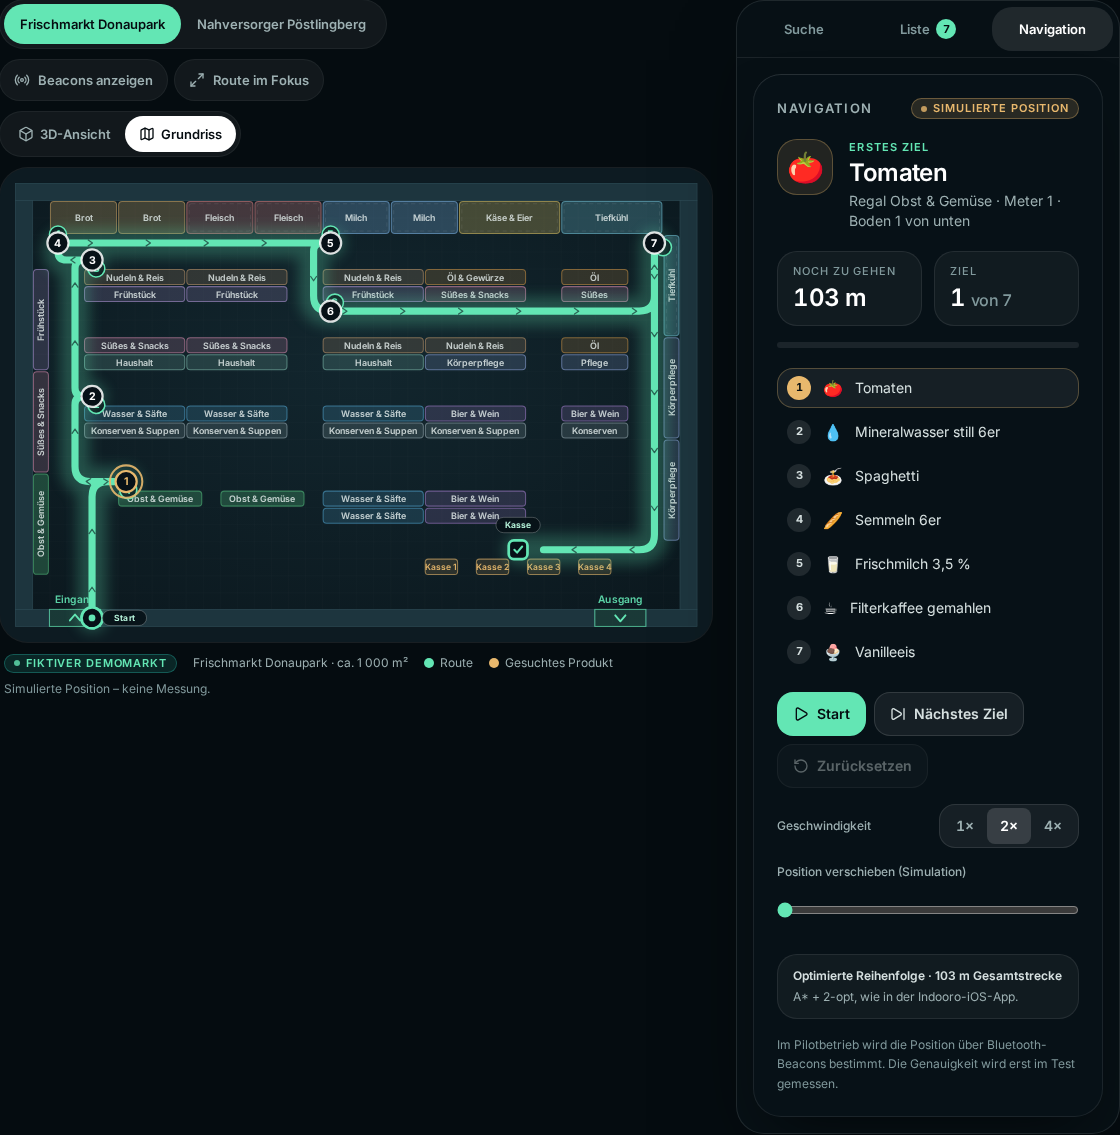 Frischmarkt Donaupark Nahversorger Pöstlingberg
Beacons anzeigen Route im Fokus
3D-Ansicht Grundriss
Brot Brot Fleisch Fleisch Milch Milch Käse & Eier Tiefkühl
4 5 7
3
Nudeln & Reis Nudeln & Reis Nudeln & Reis Öl & Gewürze Öl
Frühstück Frühstück Frühstück Süßes & Snacks Süßes
Tiefkühl
6
Frühstück
Süßes & Snacks Süßes & Snacks Nudeln & Reis Nudeln & Reis Öl
Haushalt Haushalt Haushalt Körperpflege Pflege
Körperpflege
2
Süßes & Snacks
Wasser & Säfte Wasser & Säfte Wasser & Säfte Bier & Wein Bier & Wein
Konserven & Suppen Konserven & Suppen Konserven & Suppen Konserven & Suppen Konserven
Körperpflege
1
Obst & Gemüse
Obst & Gemüse Obst & Gemüse Wasser & Säfte Bier & Wein
Wasser & Säfte Bier & Wein
Kasse
Kasse 1 Kasse 2 Kasse 3 Kasse 4
Eingan Ausgang
Start
FIKTIVER DEMOMARKT Frischmarkt Donaupark · ca. 1 000 m² Route Gesuchtes Produkt
Simulierte Position – keine Messung.
Suche Liste 7 Navigation
NAVIGATION SIMULIERTE POSITION
ERSTES ZIEL
Tomaten
Regal Obst & Gemüse · Meter 1 ·
Boden 1 von unten
NOCH ZU GEHEN ZIEL
103 m 1 von 7
1 Tomaten
2 Mineralwasser still 6er
3 Spaghetti
4 Semmeln 6er
5 Frischmilch 3,5 %
6 Filterkaffee gemahlen
7 Vanilleeis
Start Nächstes Ziel
Zurücksetzen
Geschwindigkeit 1× 2× 4×
Position verschieben (Simulation)
Optimierte Reihenfolge · 103 m Gesamtstrecke
A* + 2-opt, wie in der Indooro-iOS-App.
Im Pilotbetrieb wird die Position über Bluetooth-
Beacons bestimmt. Die Genauigkeit wird erst im Test
gemessen.